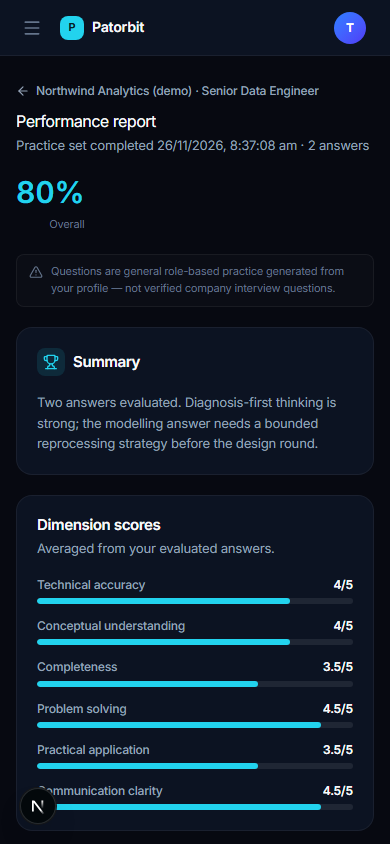 P Patorbit T
← Northwind Analytics (demo) · Senior Data Engineer
Performance report
Practice set completed 26/11/2026, 8:37:08 am · 2 answers
80%
Overall
Questions are general role-based practice generated from
your profile — not verified company interview questions.
Summary
Two answers evaluated. Diagnosis-first thinking is
strong; the modelling answer needs a bounded
reprocessing strategy before the design round.
Dimension scores
Averaged from your evaluated answers.
Technical accuracy 4/5
Conceptual understanding 4/5
Completeness 3.5/5
Problem solving 4.5/5
Practical application 3.5/5
Communication clarity 4.5/5
N